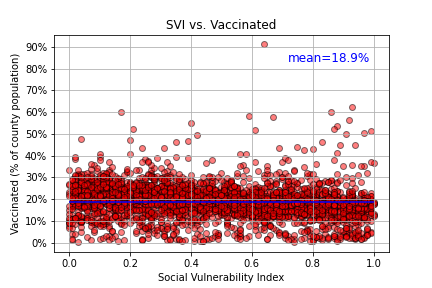 SVI vs. Vaccinated
mean=18.9%
Vaccinated (% of county population)
90%
80%
70%
60%
50%
40%
30%
20%
10%
0%
0.0 0.2 0.4 0.6 0.8 1.0
Social Vulnerability Index